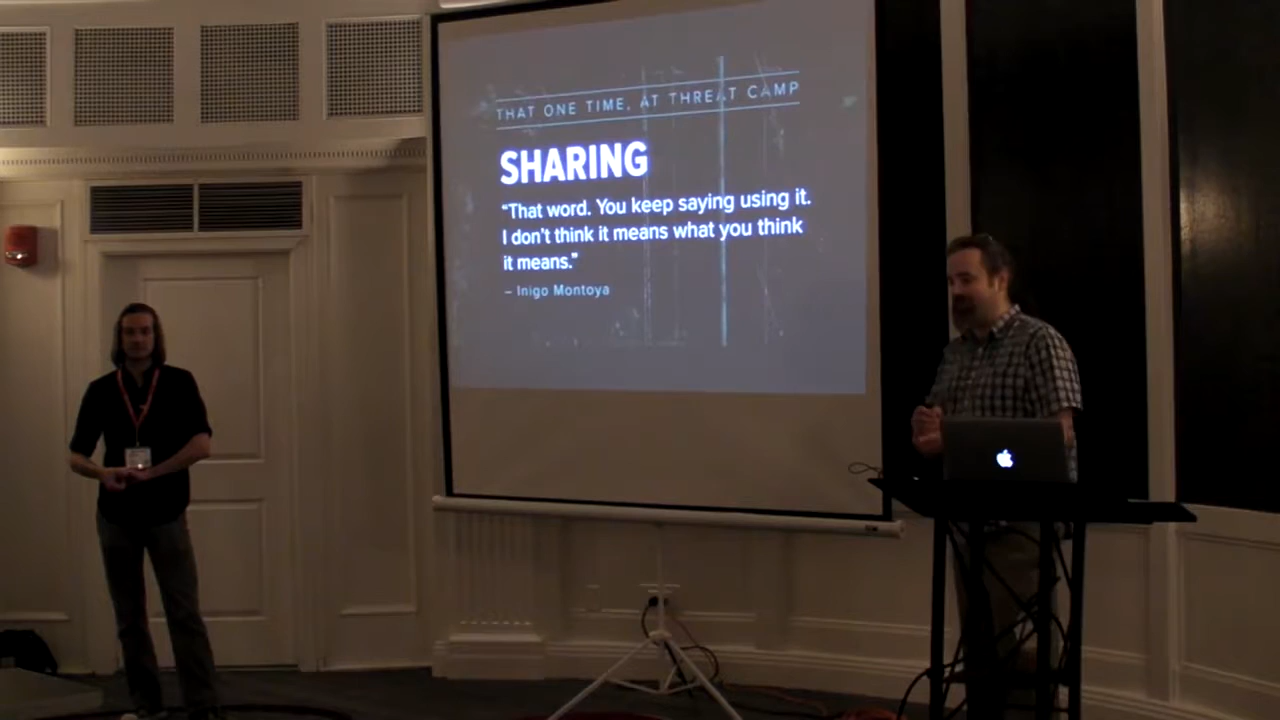 THAT ONE TIME, AT THREAT CAMP
SHARING
“That word. You keep saying using it.
I don’t think it means what you think
it means.”
– Inigo Montoya